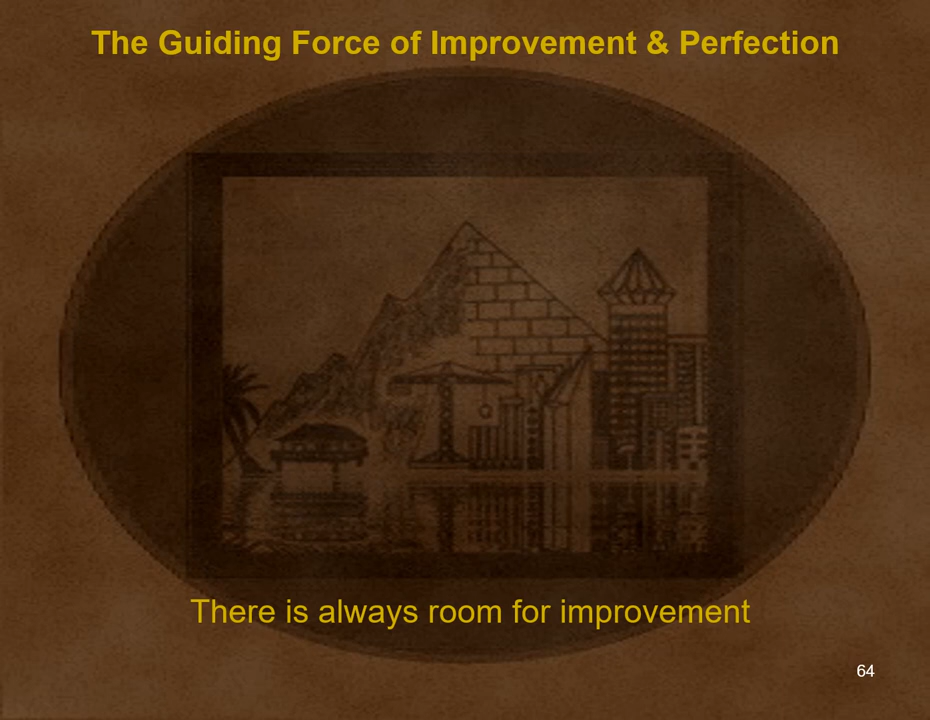 The Guiding Force of Improvement & Perfection
There is always room for improvement
64